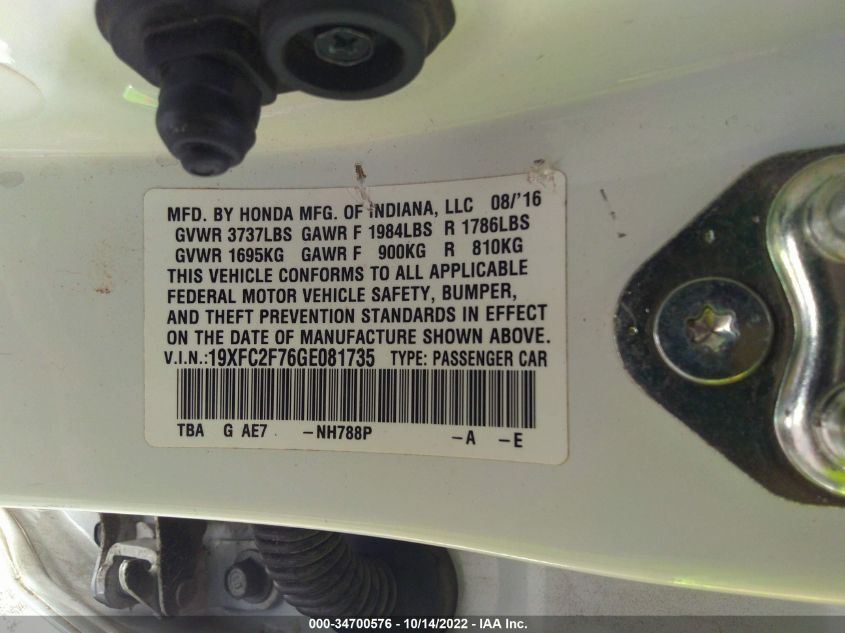 MFD. BY HONDA MFG. OF INDIANA, LLC 08/'16
GVWR 3737LBS GAWR F 1984LBS R 1786LBS
GVWR 1695KG GAWR F 900KG R 810KG
THIS VEHICLE CONFORMS TO ALL APPLICABLE
FEDERAL MOTOR VEHICLE SAFETY, BUMPER,
AND THEFT PREVENTION STANDARDS IN EFFECT
ON THE DATE OF MANUFACTURE SHOWN ABOVE.
V.I.N.:19XFC2F76GE081735 TYPE: PASSENGER CAR
TBA G AE7 -NH788P -A -E
000-34700576 - 10/14/2022 - IAA Inc.